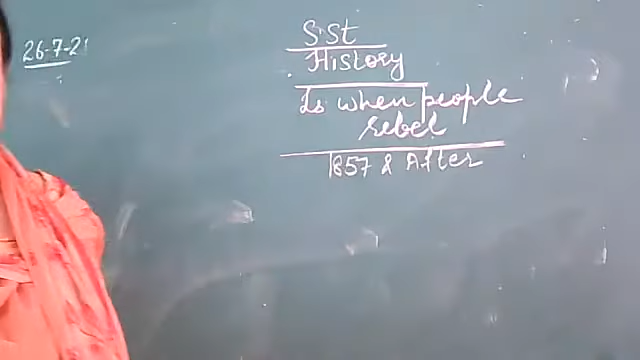 26-7-21
S.St
History
Ls when people
rebel
1857 & After